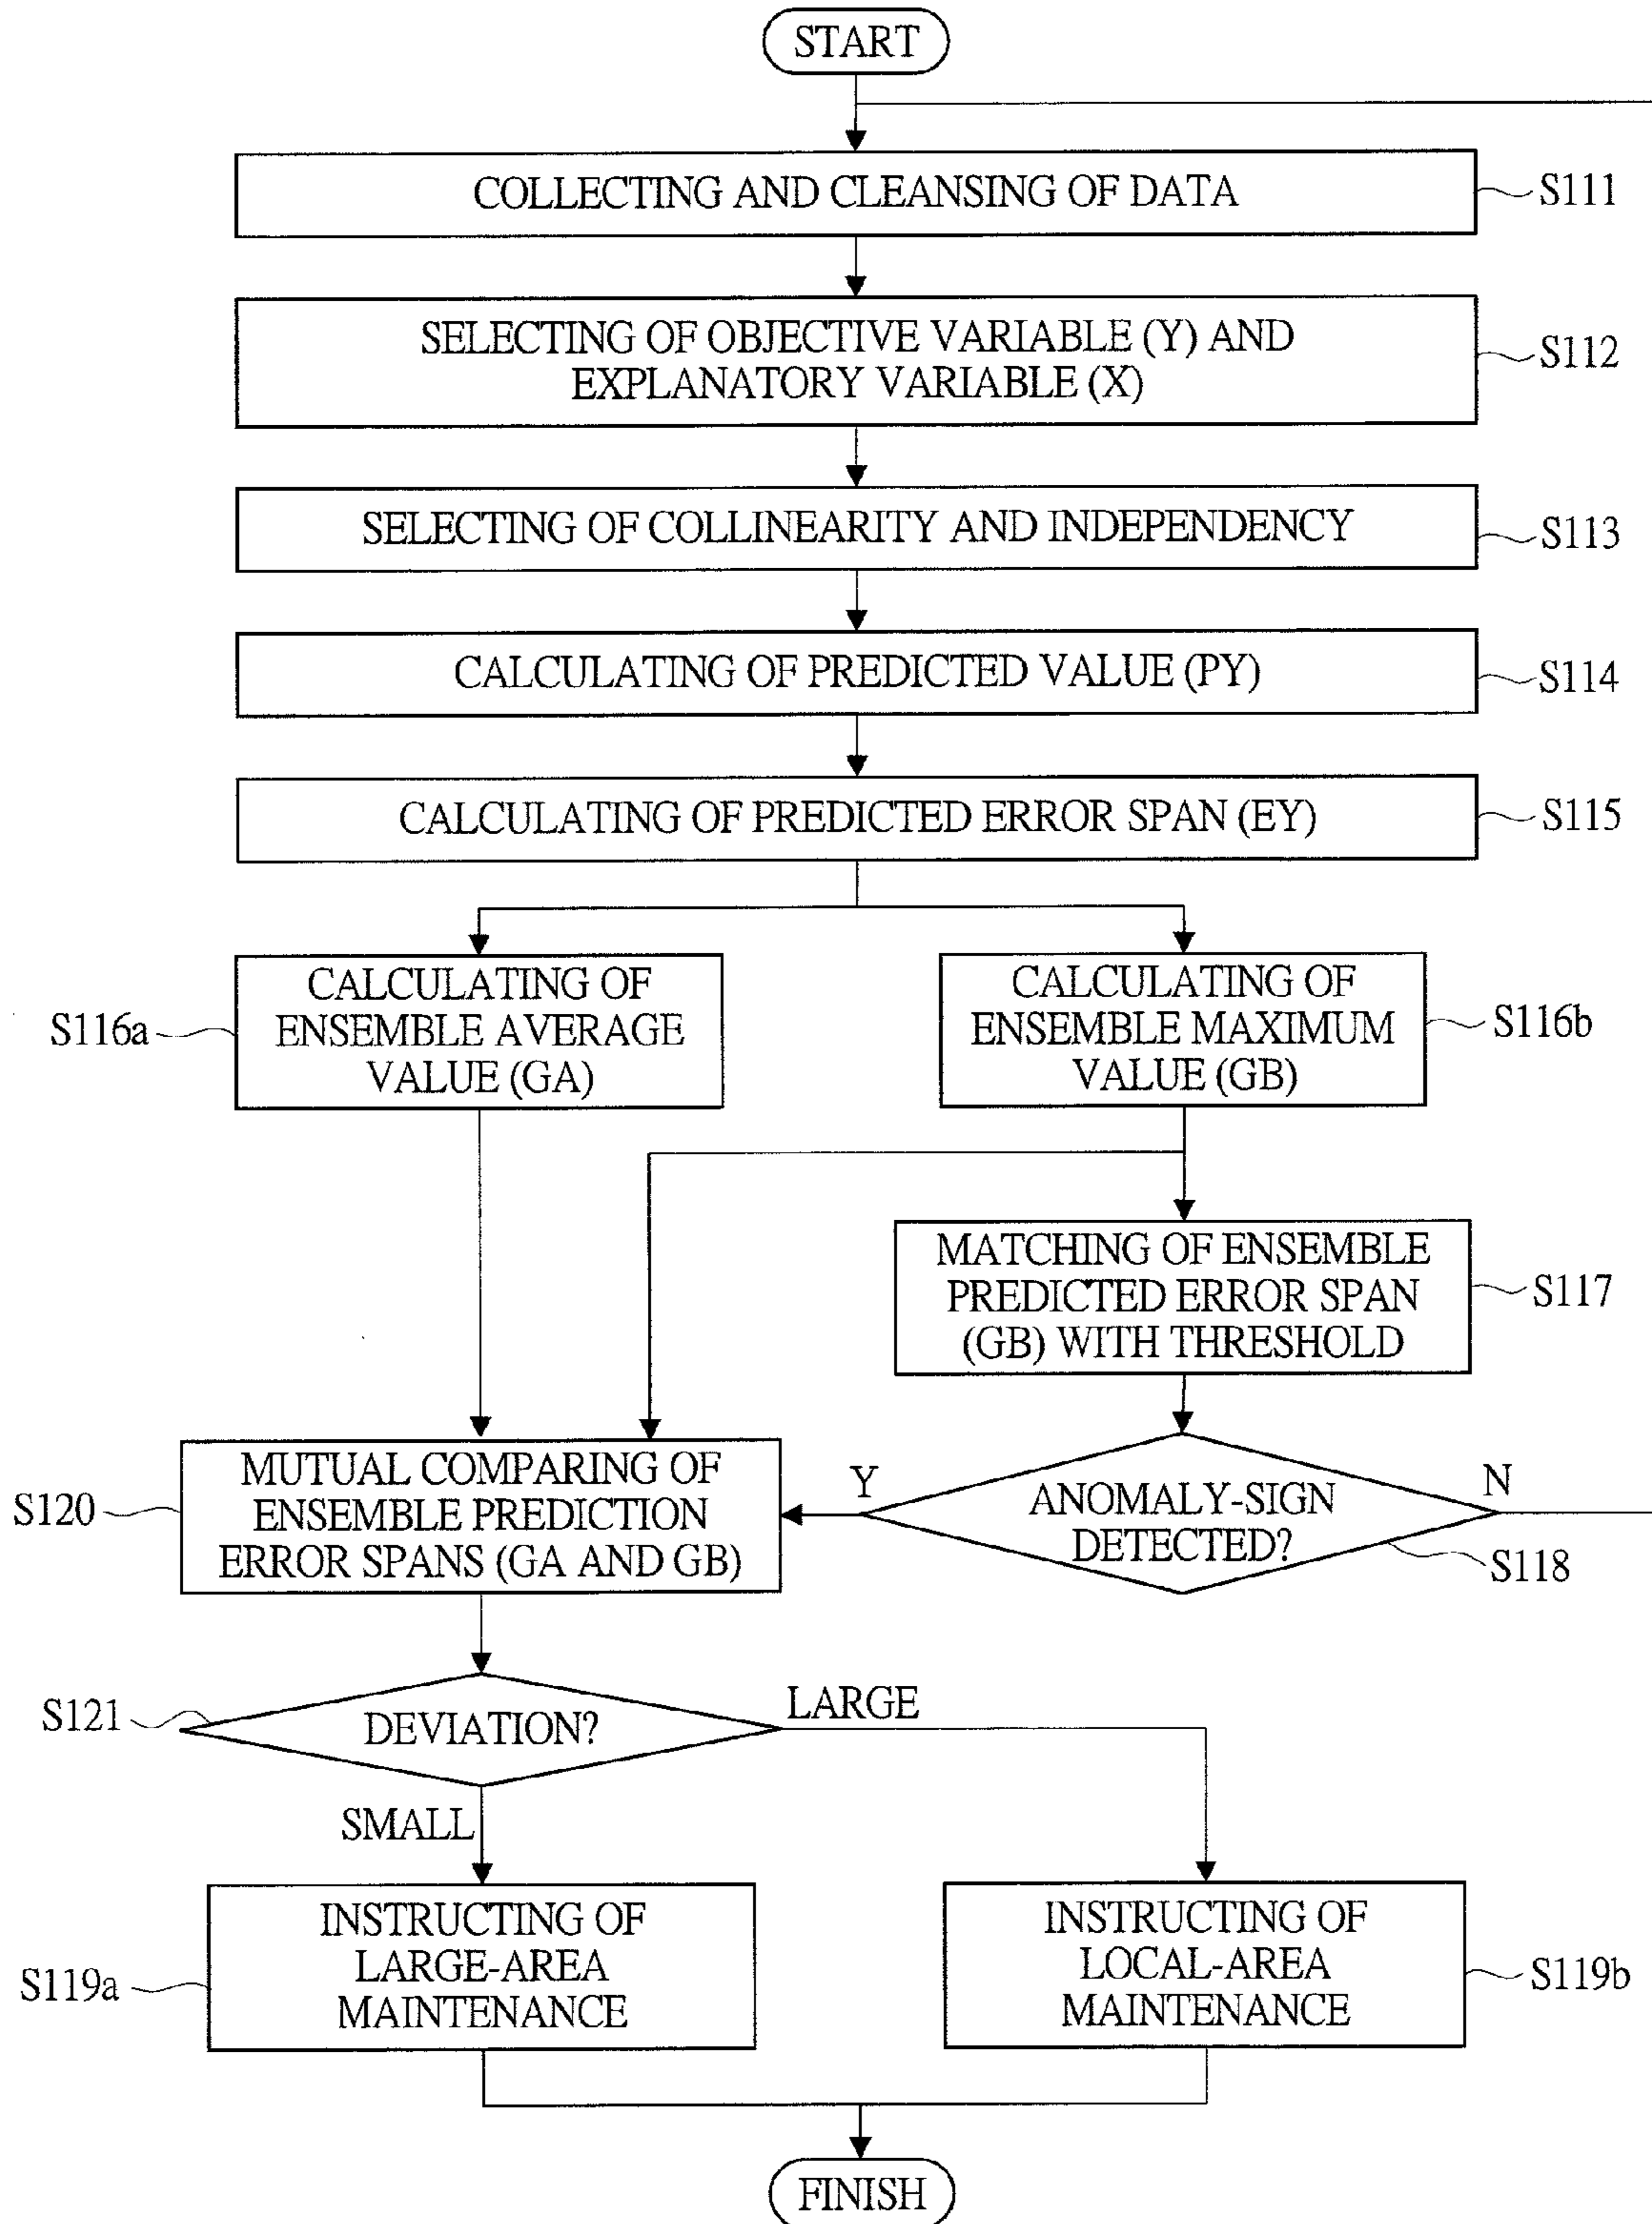 START
COLLECTING AND CLEANSING OF DATA
S111
SELECTING OF OBJECTIVE VARIABLE (Y) AND
EXPLANATORY VARIABLE (X)
S112
SELECTING OF COLLINEARITY AND INDEPENDENCY
S113
CALCULATING OF PREDICTED VALUE (PY)
S114
CALCULATING OF PREDICTED ERROR SPAN (EY)
S115
S116a
CALCULATING OF
ENSEMBLE AVERAGE
VALUE (GA)
CALCULATING OF
ENSEMBLE MAXIMUM
VALUE (GB)
S116b
MATCHING OF ENSEMBLE
PREDICTED ERROR SPAN
(GB) WITH THRESHOLD
S117
S120
MUTUAL COMPARING OF
ENSEMBLE PREDICTION
ERROR SPANS (GA AND GB)
Y
ANOMALY-SIGN
DETECTED?
N
S118
S121
DEVIATION?
LARGE
SMALL
S119a
INSTRUCTING OF
LARGE-AREA
MAINTENANCE
INSTRUCTING OF
LOCAL-AREA
MAINTENANCE
S119b
FINISH